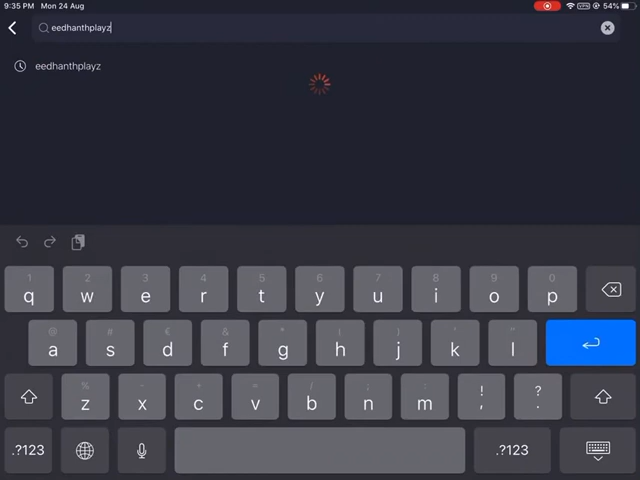 9:35 PM Mon 24 Aug VPN 54%
eedhanthplayz
eedhanthplayz
1 2 3 4 5 6 7 8 9 0
q w e r t y u i o p
@ # € & * ( ) ' "
a s d f g h j k l
% - + = / ; :
z x c v b n m ! , ? .
.?123 .?123